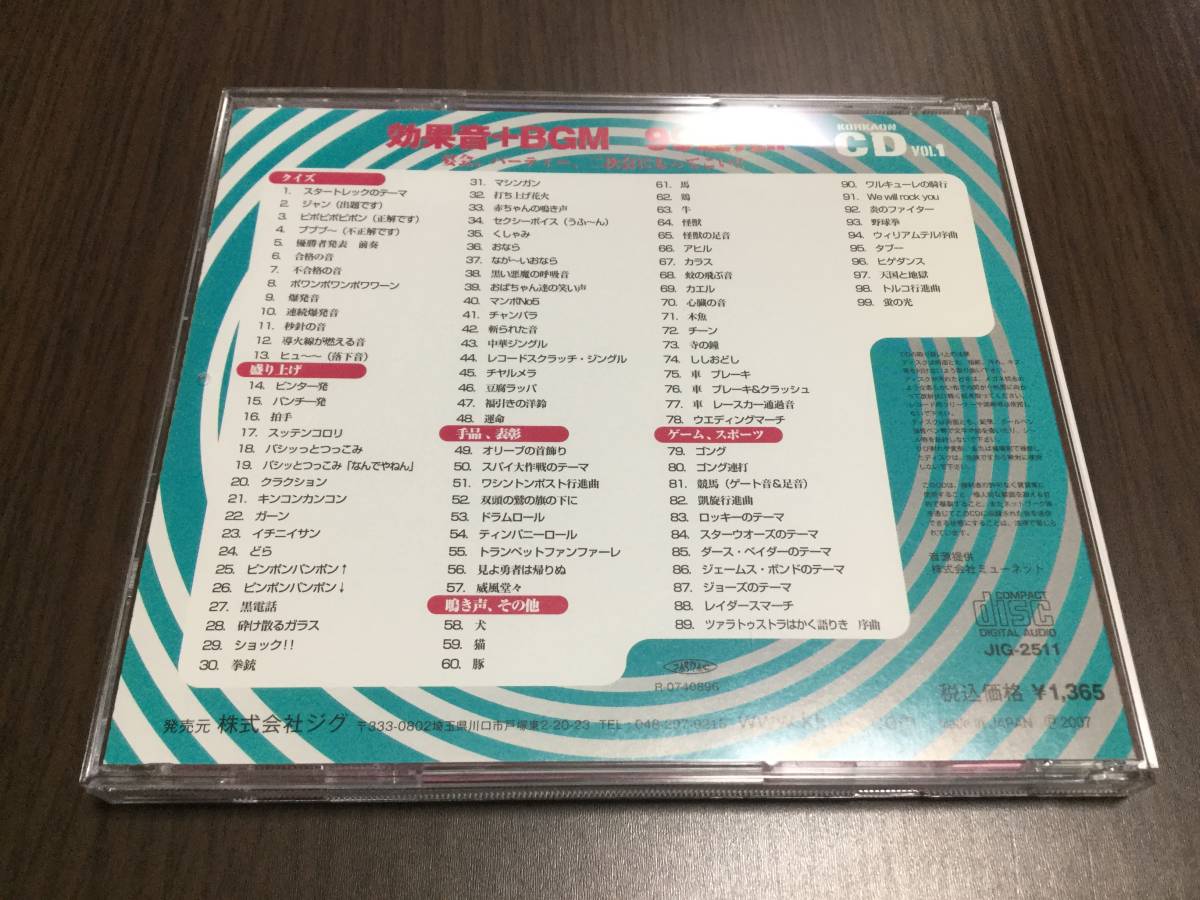 効果音+BGM
KOHKAON
CD VOL.1
宴会、パーティー、二次会に
クイズ
1. スタートレックのテーマ
2. ジャン（出題です）
3. ピポピポピポン（正解です）
4. ブブブ〜（不正解です）
5. 優勝者発表 前奏
6. 合格の音
7. 不合格の音
8. ボワンボワンボワワーン
9. 爆発音
10. 連続爆発音
11. 秒針の音
12. 導火線が燃える音
13. ヒュ〜〜（落下音）
盛り上げ
14. ビンタ一発
15. パンチ一発
16. 拍手
17. スッテンコロリ
18. バシッっとつっこみ
19. バシッとつっこみ「なんでやねん」
20. クラクション
21. キンコンカンコン
22. ガーン
23. イチニイサン
24. どら
25. ピンポンパンポン↑
26. ピンポンパンポン↓
27. 黒電話
28. 砕け散るガラス
29. ショック!!
30. 拳銃
31. マシンガン
32. 打ち上げ花火
33. 赤ちゃんの鳴き声
34. セクシーボイス（うふ〜ん）
35. くしゃみ
36. おなら
37. なが〜いおなら
38. 黒い悪魔の呼吸音
39. おばちゃん達の笑い声
40. マンボNo5
41. チャンバラ
42. 斬られた音
43. 中華ジングル
44. レコードスクラッチ・ジングル
45. チャルメラ
46. 豆腐ラッパ
47. 福引きの洋鈴
48. 運命
手品、表彰
49. オリーブの首飾り
50. スパイ大作戦のテーマ
51. ワシントンポスト行進曲
52. 双頭の鷲の旗の下に
53. ドラムロール
54. ティンパニーロール
55. トランペットファンファーレ
56. 見よ勇者は帰りぬ
57. 威風堂々
鳴き声、その他
58. 犬
59. 猫
60. 豚
61. 馬
62. 鶏
63. 牛
64. 怪獣
65. 怪獣の足音
66. アヒル
67. カラス
68. 蚊の飛ぶ音
69. カエル
70. 心臓の音
71. 木魚
72. チーン
73. 寺の鐘
74. ししおどし
75. 車 ブレーキ
76. 車 ブレーキ&クラッシュ
77. 車 レースカー通過音
78. ウエディングマーチ
ゲーム、スポーツ
79. ゴング
80. ゴング連打
81. 競馬（ゲート音&足音）
82. 凱旋行進曲
83. ロッキーのテーマ
84. スターウオーズのテーマ
85. ダース・ベイダーのテーマ
86. ジェームス・ボンドのテーマ
87. ジョーズのテーマ
88. レイダースマーチ
89. ツァラトゥストラはかく語りき 序曲
90. ワルキューレの騎行
91. We will rock you
92. 炎のファイター
93. 野球拳
94. ウィリアムテル序曲
95. タブー
96. ヒゲダンス
97. 天国と地獄
98. トルコ行進曲
99. 蛍の光
音源提供
株式会社ミューネット
COMPACT
disc
DIGITAL AUDIO
JIG-2511
JASRAC
R-0740896
税込価格 ¥1,365
発売元 株式会社ジグ 〒333-0802埼玉県川口市戸塚東2-20-23 TEL:048-297-0215
MADE IN JAPAN Ⓟ2007